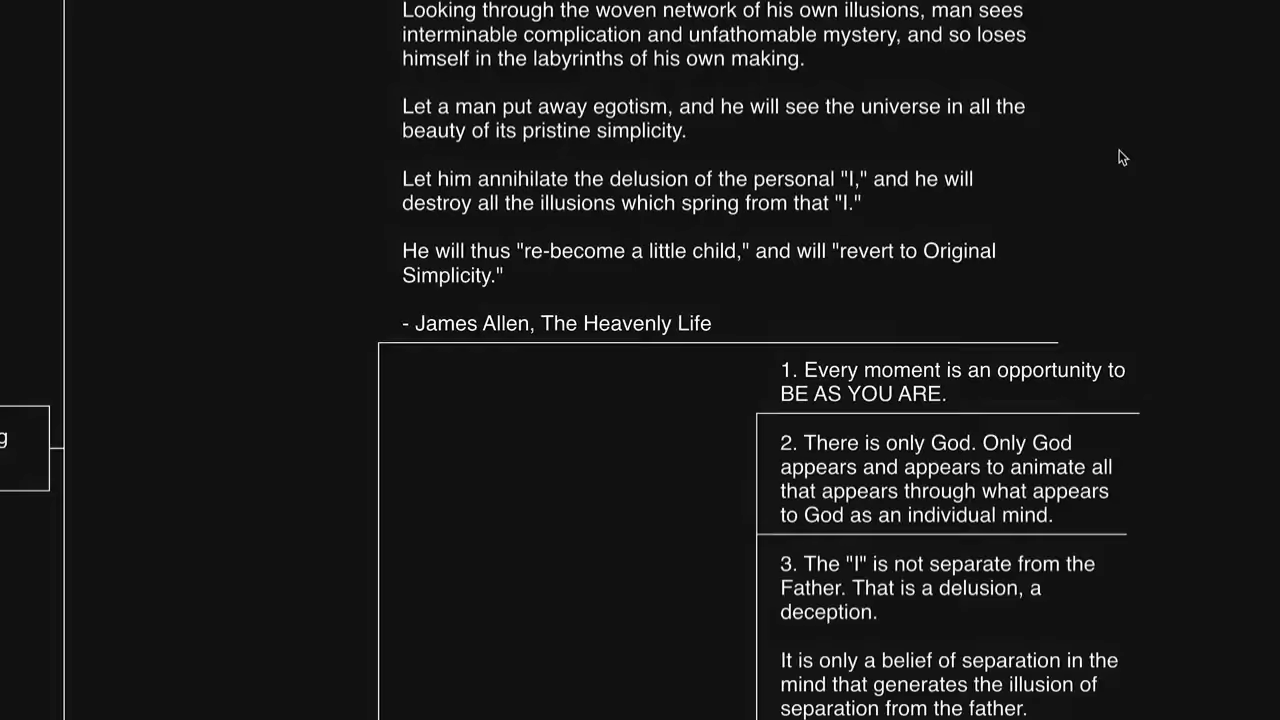 Looking through the woven network of his own illusions, man sees
interminable complication and unfathomable mystery, and so loses
himself in the labyrinths of his own making.
Let a man put away egotism, and he will see the universe in all the
beauty of its pristine simplicity.
Let him annihilate the delusion of the personal "I," and he will
destroy all the illusions which spring from that "I."
He will thus "re-become a little child," and will "revert to Original
Simplicity."
- James Allen, The Heavenly Life
1. Every moment is an opportunity to
BE AS YOU ARE.
g
2. There is only God. Only God
appears and appears to animate all
that appears through what appears
to God as an individual mind.
3. The "I" is not separate from the
Father. That is a delusion, a
deception.
It is only a belief of separation in the
mind that generates the illusion of
separation from the father.